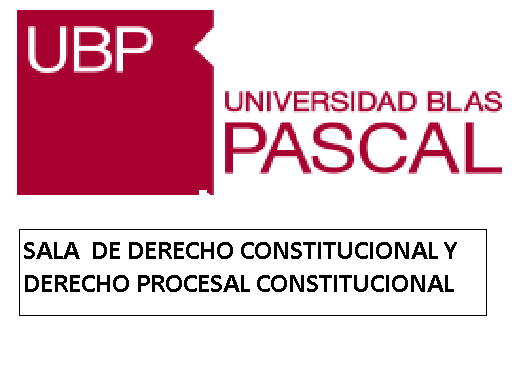 UBP
UNIVERSIDAD BLAS
PASCAL
SALA DE DERECHO CONSTITUCIONAL Y
DERECHO PROCESAL CONSTITUCIONAL